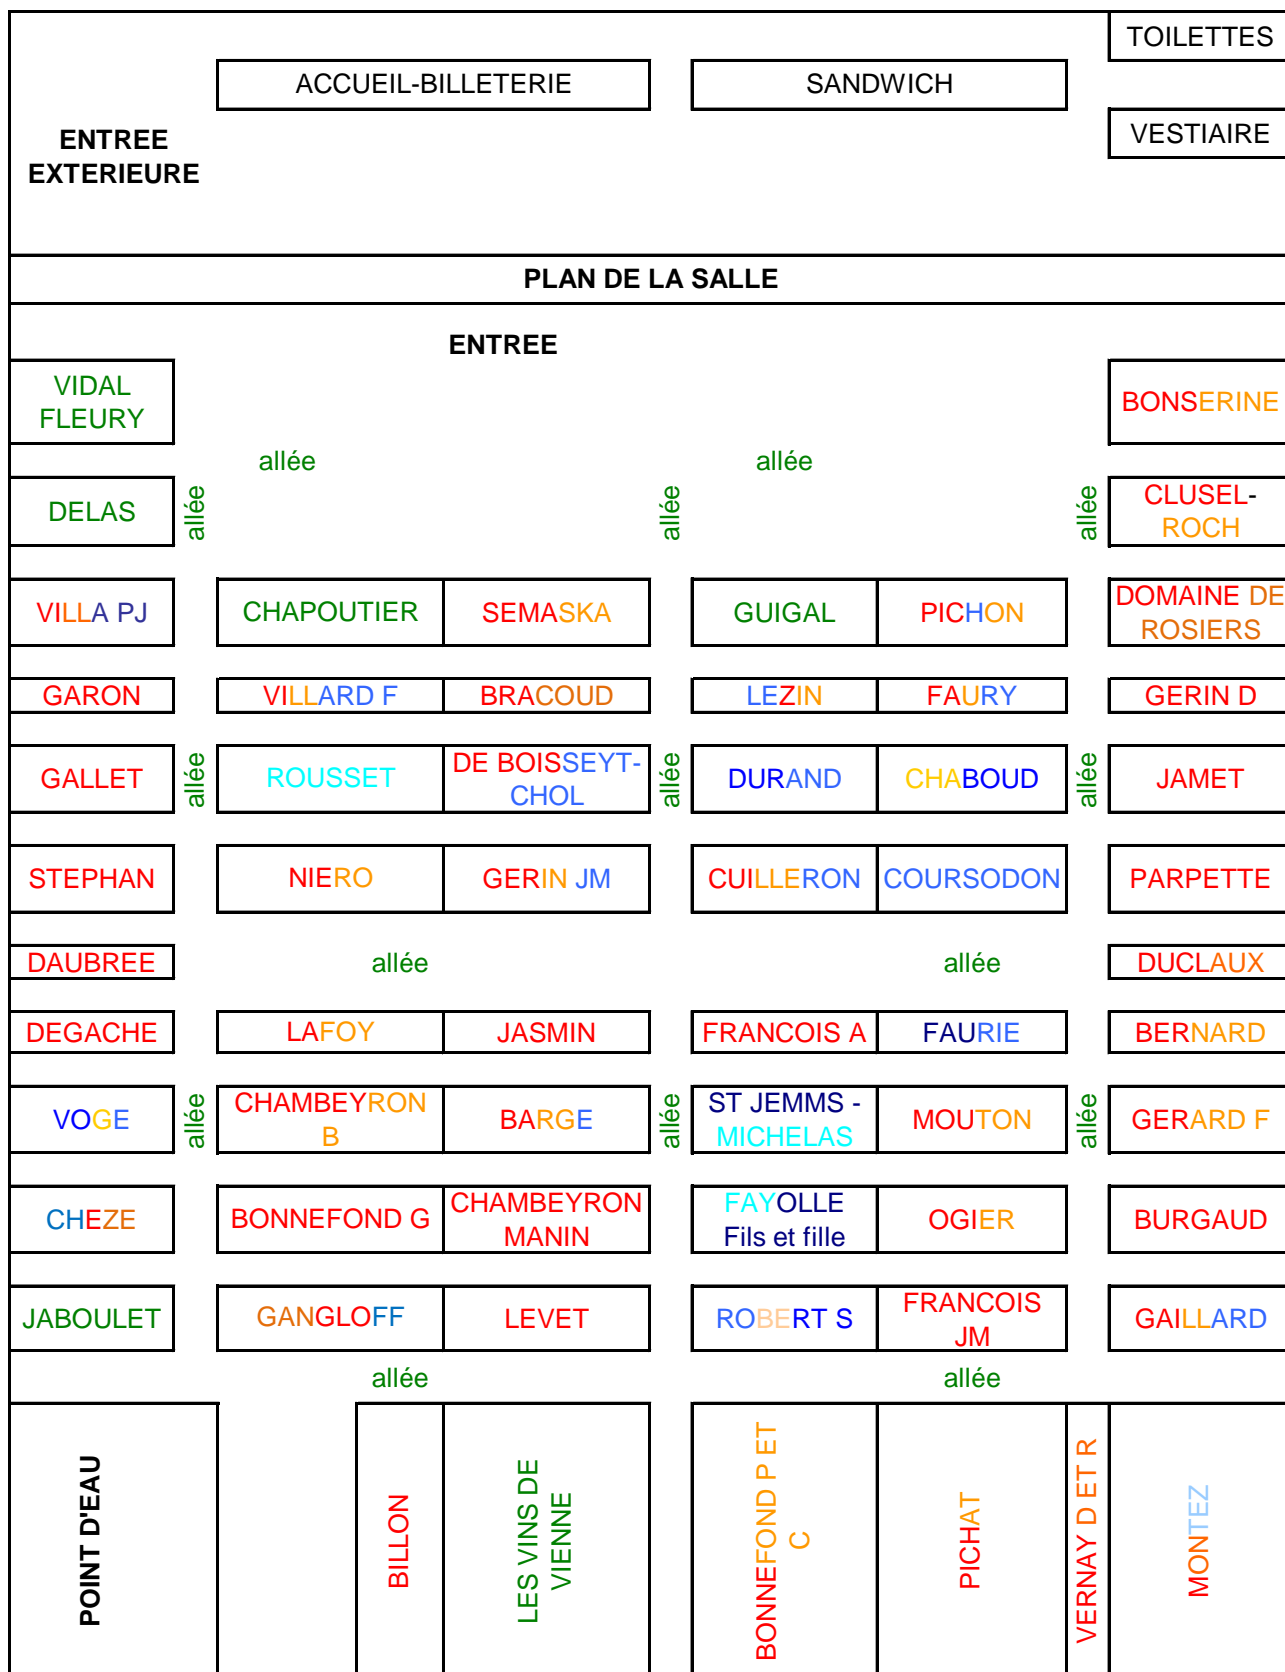 TOILETTES
ACCUEIL-BILLETERIE
SANDWICH
VESTIAIRE
ENTREE
EXTERIEURE
PLAN DE LA SALLE
ENTREE
VIDAL
FLEURY
BONSERINE
allée
allée
DELAS
allée
allée
allée
CLUSEL-
ROCH
VILLA PJ
CHAPOUTIER
SEMASKA
GUIGAL
PICHON
DOMAINE DE
ROSIERS
GARON
VILLARD F
BRACOUD
LEZIN
FAURY
GERIN D
GALLET
allée
ROUSSET
DE BOISSEYT-
CHOL
allée
DURAND
CHABOUD
allée
JAMET
STEPHAN
NIERO
GERIN JM
CUILLERON
COURSODON
PARPETTE
DAUBREE
allée
allée
DUCLAUX
DEGACHE
LAFOY
JASMIN
FRANCOIS A
FAURIE
BERNARD
VOGE
allée
CHAMBEYRON
B
BARGE
allée
ST JEMMS -
MICHELAS
MOUTON
allée
GERARD F
CHEZE
BONNEFOND G
CHAMBEYRON
MANIN
FAYOLLE
Fils et fille
OGIER
BURGAUD
JABOULET
GANGLOFF
LEVET
ROBERT S
FRANCOIS
JM
GAILLARD
allée
allée
POINT D'EAU
BILLON
LES VINS DE
VIENNE
BONNEFOND P ET
C
PICHAT
VERNAY D ET R
MONTEZ